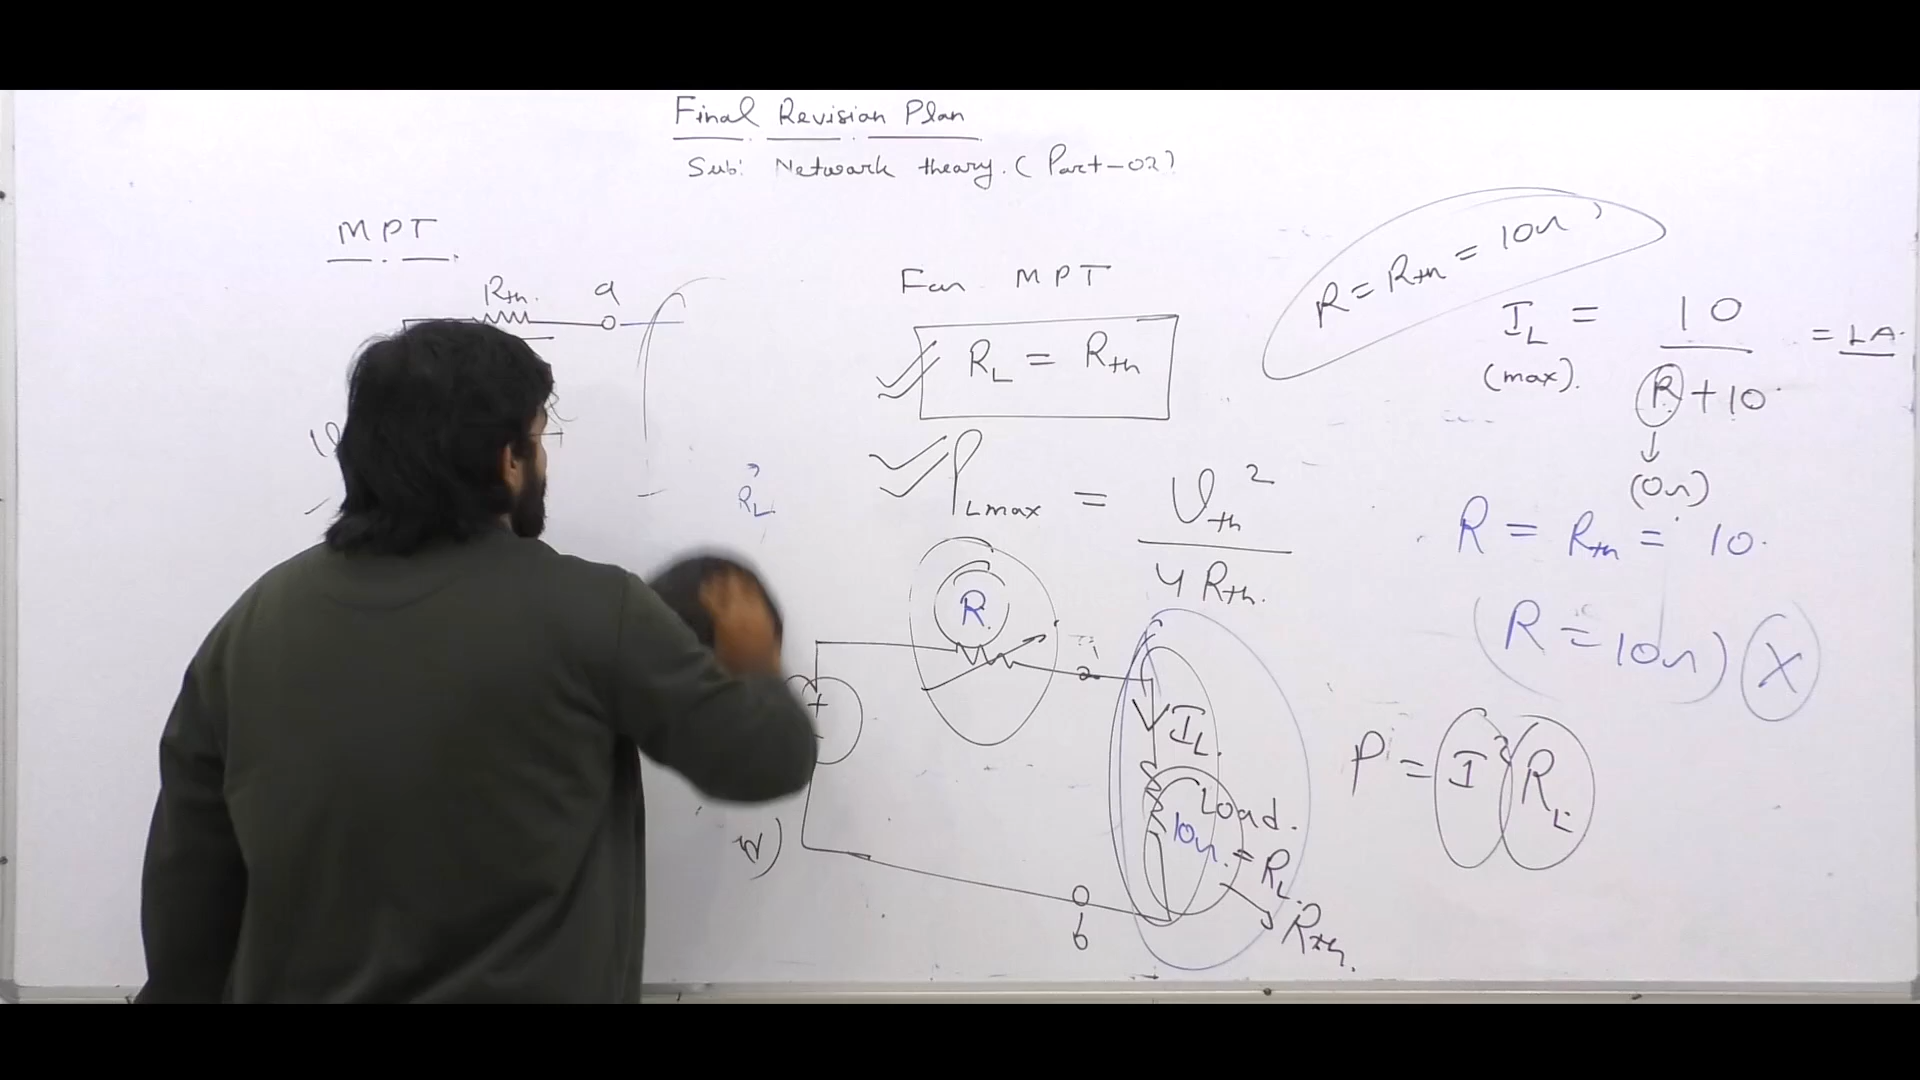 Final Revision Plan
Sub: Network theory. (Part-02)
MPT
Rth.
a
For MPT
RL = Rth
PLmax = Vth² / 4 Rth.
RL
R = Rth = 10Ω
IL (max). = 10 / R + 10 = 1A.
(0Ω)
R = Rth = 10.
(R = 10Ω) X
R.
+
-
a
IL.
Load.
10Ω. = RL.
Rth.
b
P = I² RL